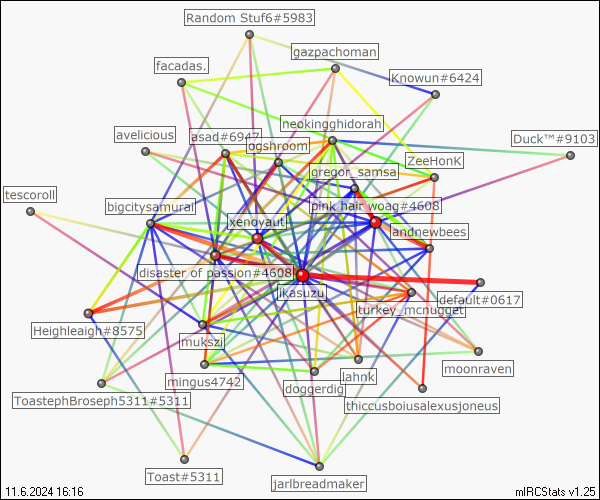 Random Stuf6#5983
gazpachoman
facadas.
Knowun#6424
neokingghidorah
avelicious
asad#6947
ogshroom
Duck™#9103
ZeeHonK
gregor_samsa
tescoroll
bigcitysamurai
xenoyaut
pink hair woag#4608
landnewbees
disaster of passion#4608
ikasuzu
default#0617
turkey_mcnugget
Heighleaigh#8575
mukszi
moonraven
mingus4742
doggerdig
lahnk
ToastephBroseph5311#5311
thiccusboiusalexusjoneus
Toast#5311
jarlbreadmaker
11.6.2024 16:16
mIRCStats v1.25